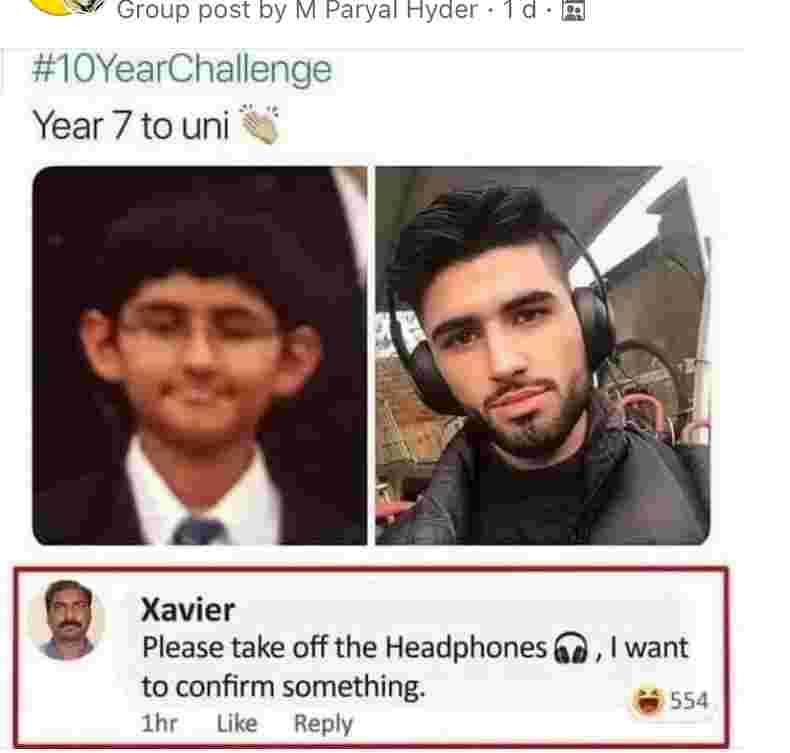 Group post by M Paryal Hyder · 1 d ·
#10YearChallenge
Year 7 to uni 👏🏼
Xavier
Please take off the Headphones 🎧 , I want
to confirm something.
😆 554
1hr Like Reply